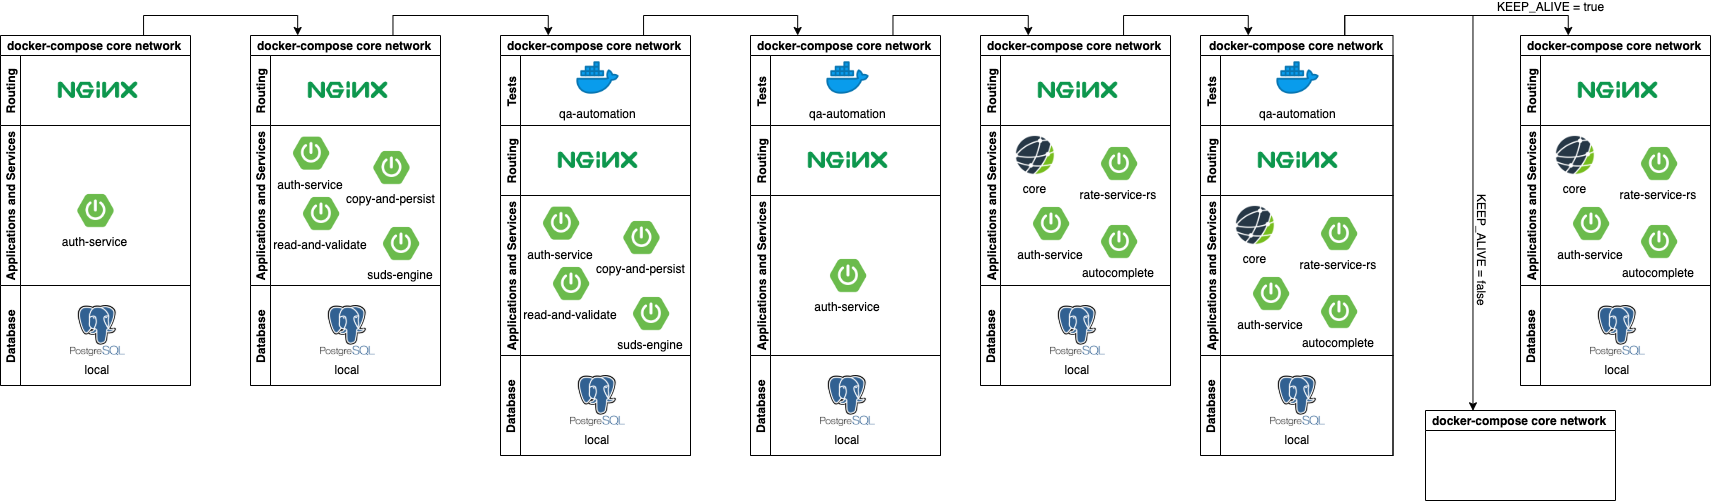 KEEP_ALIVE = true
docker-compose core network
Routing
NGINX
Applications and Services
auth-service
Database
PostgreSQL
local
docker-compose core network
Routing
NGINX
Applications and Services
auth-service
copy-and-persist
read-and-validate
suds-engine
Database
PostgreSQL
local
docker-compose core network
Tests
qa-automation
Routing
NGINX
Applications and Services
auth-service
copy-and-persist
read-and-validate
suds-engine
Database
PostgreSQL
local
docker-compose core network
Tests
qa-automation
Routing
NGINX
Applications and Services
auth-service
Database
PostgreSQL
local
docker-compose core network
Routing
NGINX
Applications and Services
core
rate-service-rs
auth-service
autocomplete
Database
PostgreSQL
local
docker-compose core network
Tests
qa-automation
Routing
NGINX
Applications and Services
core
rate-service-rs
auth-service
autocomplete
Database
PostgreSQL
local
KEEP_ALIVE = false
docker-compose core network
docker-compose core network
Routing
NGINX
Applications and Services
core
rate-service-rs
auth-service
autocomplete
Database
PostgreSQL
local